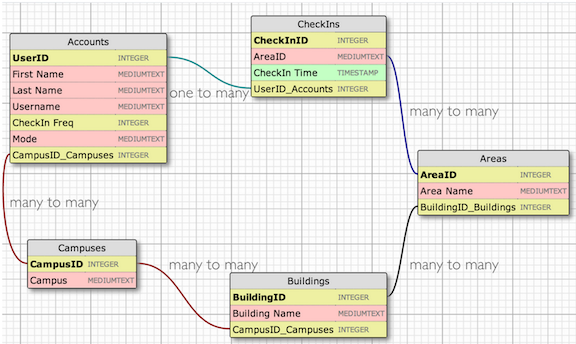 Accounts
UserID INTEGER
First Name MEDIUMTEXT
Last Name MEDIUMTEXT
Username MEDIUMTEXT
CheckIn Freq INTEGER
Mode MEDIUMTEXT
CampusID_Campuses INTEGER
one to many
CheckIns
CheckInID INTEGER
AreaID MEDIUMTEXT
CheckIn Time TIMESTAMP
UserID_Accounts INTEGER
many to many
Areas
AreaID INTEGER
Area Name MEDIUMTEXT
BuildingID_Buildings INTEGER
many to many
Campuses
CampusID INTEGER
Campus MEDIUMTEXT
many to many
Buildings
BuildingID INTEGER
Building Name MEDIUMTEXT
CampusID_Campuses INTEGER
many to many